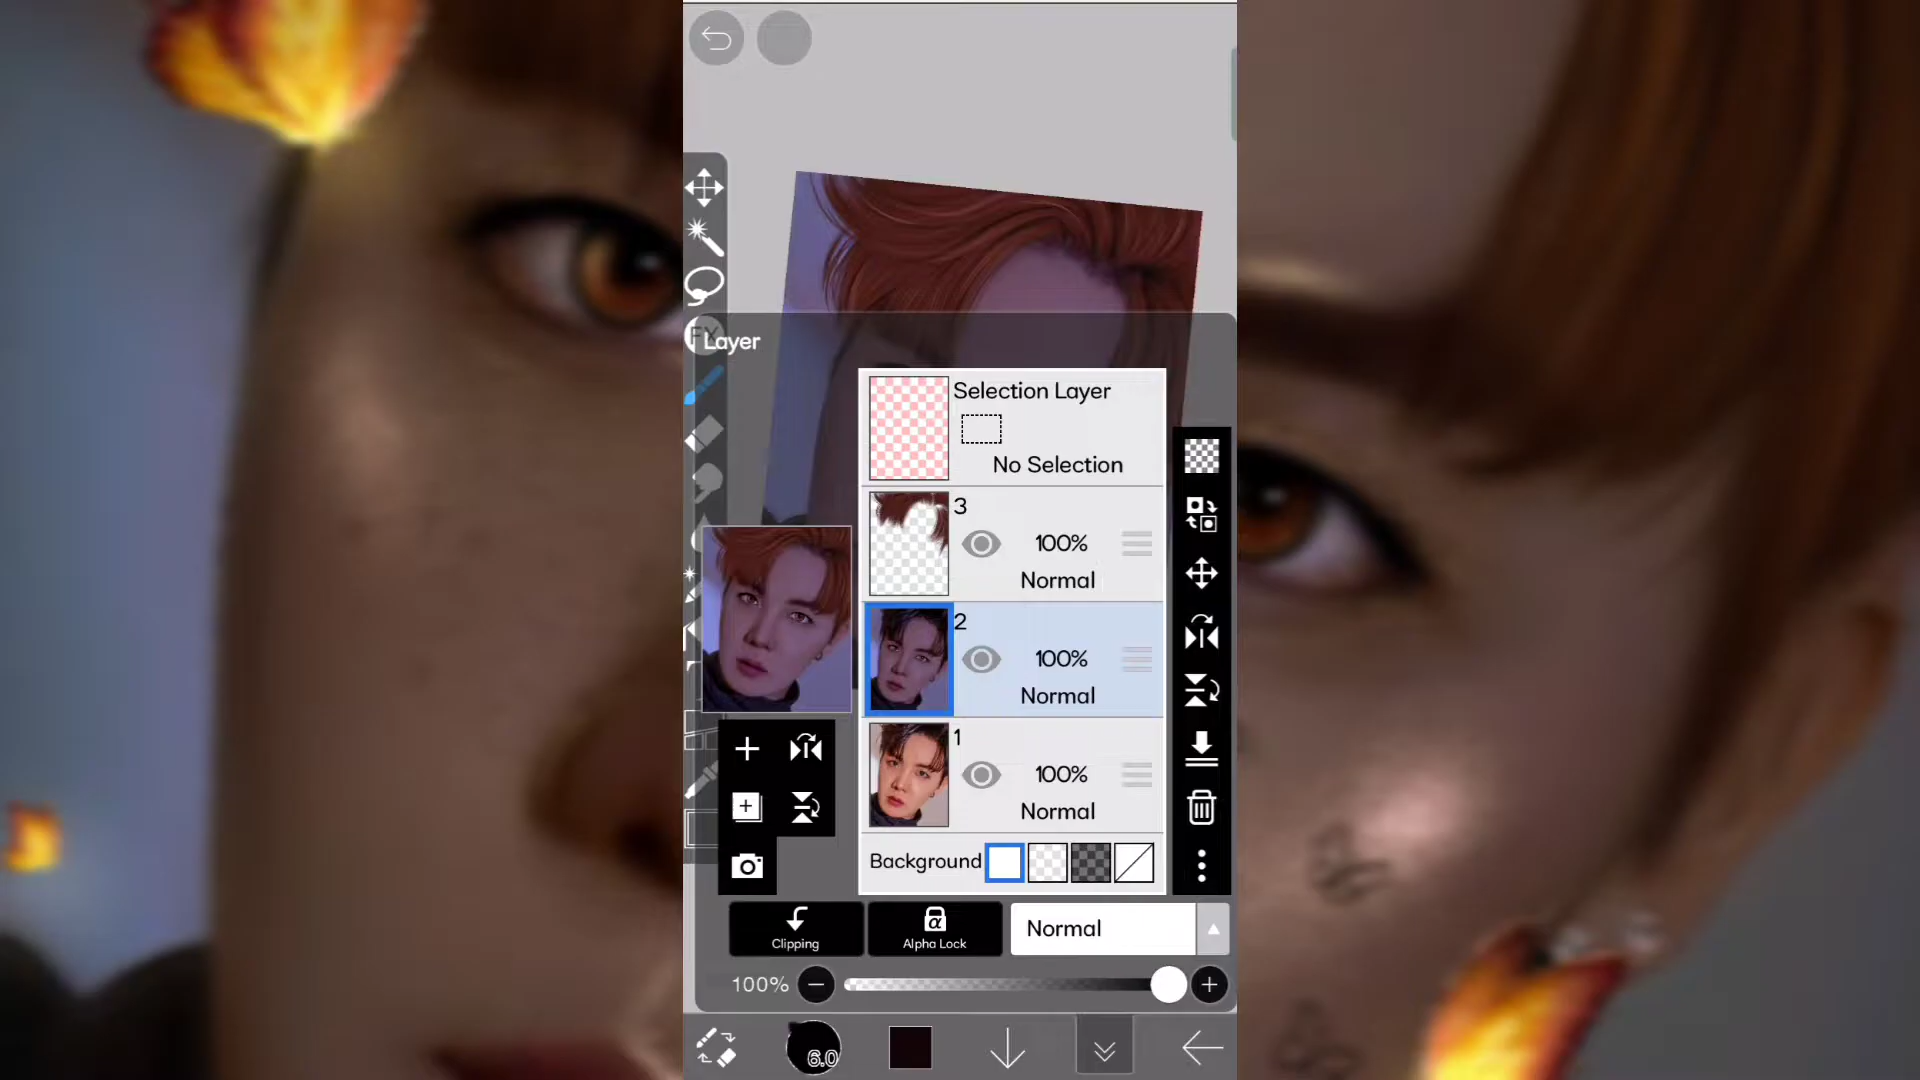 Layer
Selection Layer
No Selection
3
100%
Normal
2
100%
Normal
1
100%
Normal
Background
Clipping
α
Alpha Lock
Normal
100%
6.0